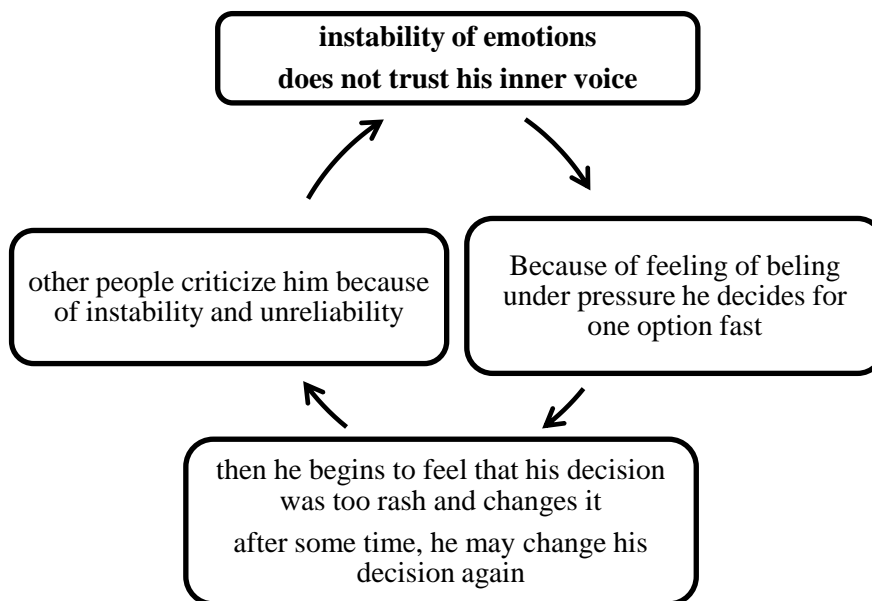 instability of emotions
does not trust his inner voice
Because of feeling of beling
under pressure he decides for
one option fast
then he begins to feel that his decision
was too rash and changes it
after some time, he may change his
decision again
other people criticize him because
of instability and unreliability